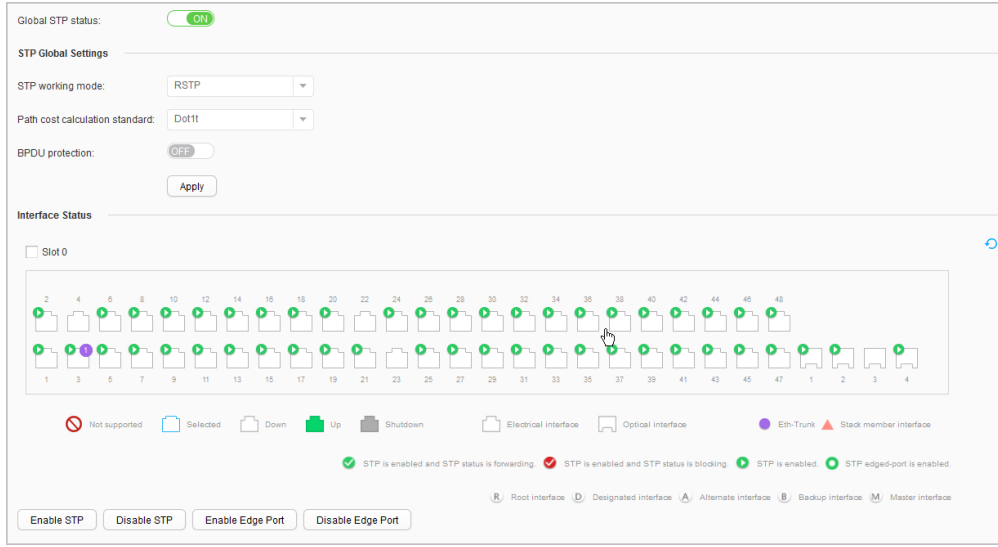 Global STP status: ON
STP Global Settings
STP working mode: RSTP
Path cost calculation standard: Dot1t
BPDU protection: OFF
Apply
Interface Status
Slot 0
2 4 6 8 10 12 14 16 18 20 22 24 26 28 30 32 34 36 38 40 42 44 46 48
1
1 3 5 7 9 11 13 15 17 19 21 23 25 27 29 31 33 35 37 39 41 43 45 47 1 2 3 4
Not supported Selected Down Up Shutdown Electrical interface Optical interface Eth-Trunk Stack member interface
STP is enabled and STP status is forwarding. STP is enabled and STP status is blocking. STP is enabled. STP edged-port is enabled.
R Root interface D Designated interface A Alternate interface B Backup interface M Master interface
Enable STP Disable STP Enable Edge Port Disable Edge Port